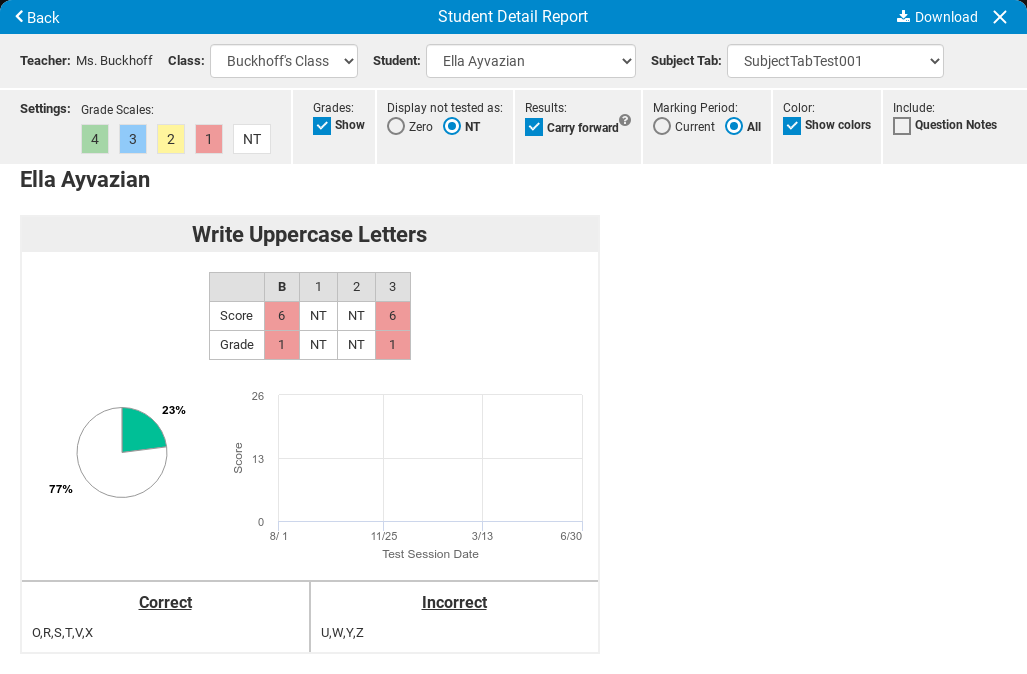 Back Student Detail Report Download
Teacher: Ms. Buckhoff Class: Buckhoff's Class Student: Ella Ayvazian Subject Tab: SubjectTabTest001
Settings: Grade Scales: Grades: Display not tested as: Results: Marking Period: Color: Include:
4 3 2 1 NT Show Zero NT Carry forward ? Current All Show colors Question Notes
Ella Ayvazian
Write Uppercase Letters
B 1 2 3
Score 6 NT NT 6
Grade 1 NT NT 1
23%
77%
26
13
0
Score
8/ 1 11/25 3/13 6/30
Test Session Date
Correct Incorrect
O,R,S,T,V,X U,W,Y,Z